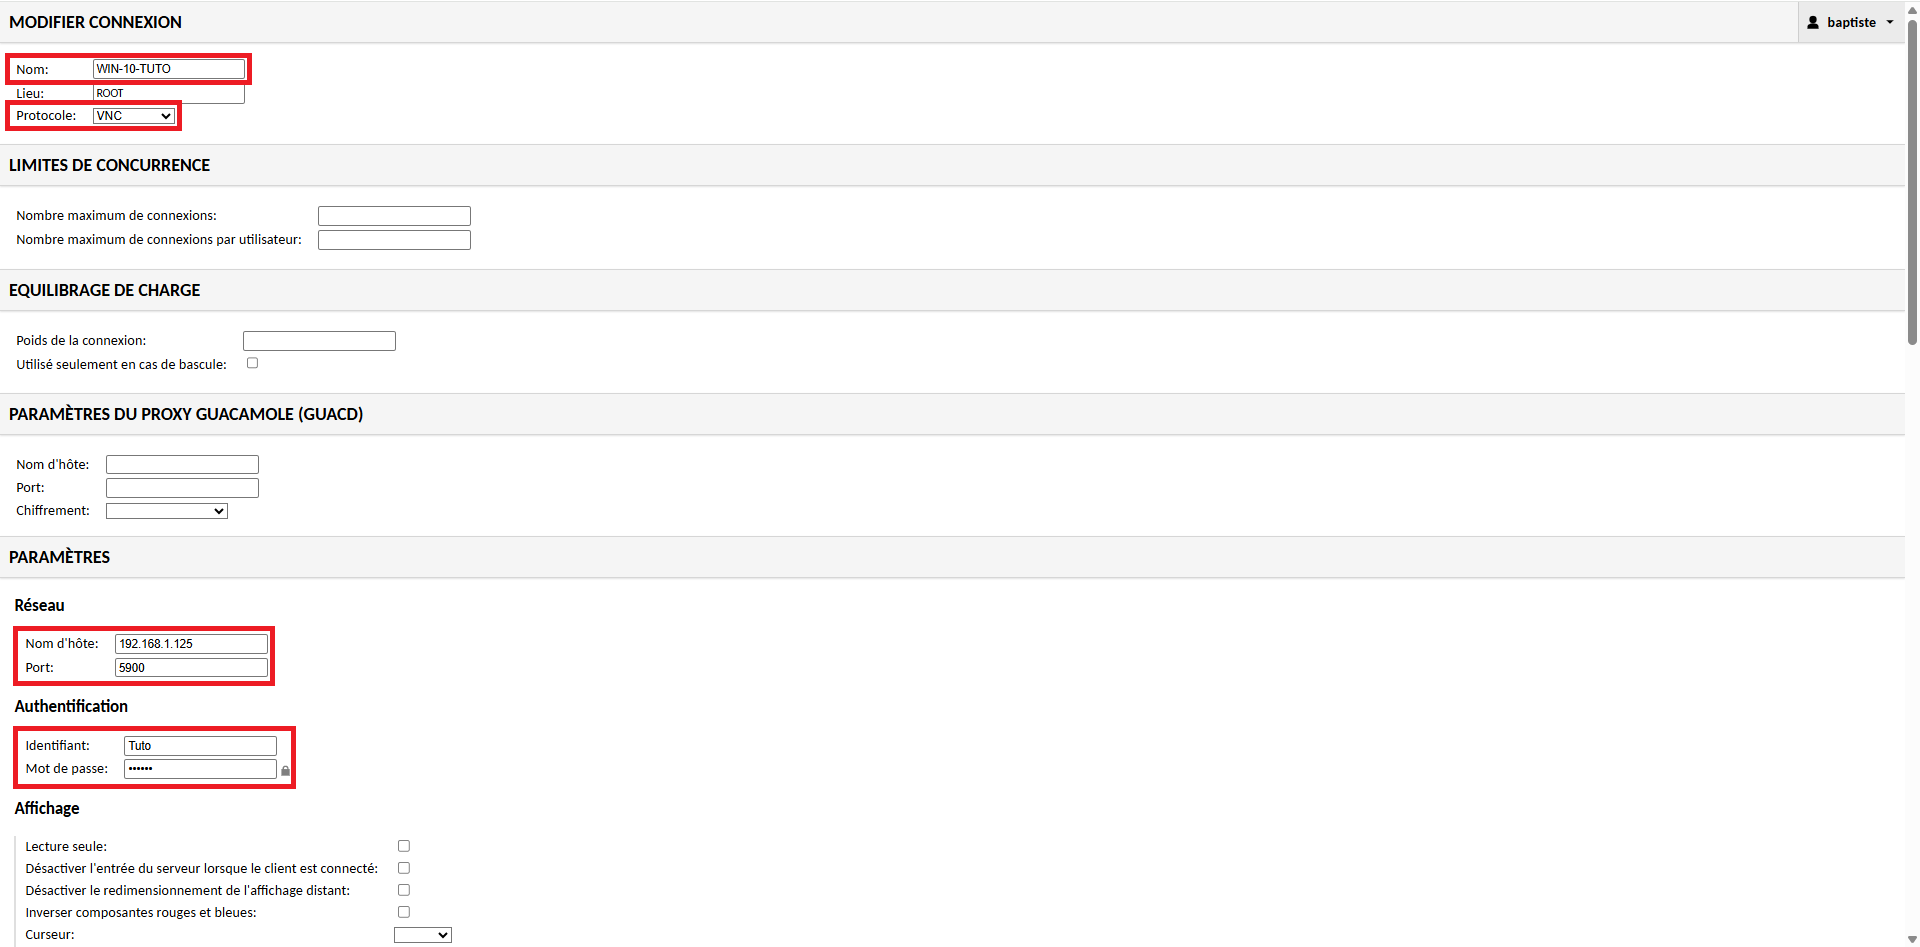 MODIFIER CONNEXION
baptiste
Nom: WIN-10-TUTO
Lieu: ROOT
Protocole: VNC
LIMITES DE CONCURRENCE
Nombre maximum de connexions:
Nombre maximum de connexions par utilisateur:
EQUILIBRAGE DE CHARGE
Poids de la connexion:
Utilisé seulement en cas de bascule:
PARAMÈTRES DU PROXY GUACAMOLE (GUACD)
Nom d'hôte:
Port:
Chiffrement:
PARAMÈTRES
Réseau
Nom d'hôte: 192.168.1.125
Port: 5900
Authentification
Identifiant: Tuto
Mot de passe: ••••••
Affichage
Lecture seule:
Désactiver l'entrée du serveur lorsque le client est connecté:
Désactiver le redimensionnement de l'affichage distant:
Inverser composantes rouges et bleues:
Curseur: